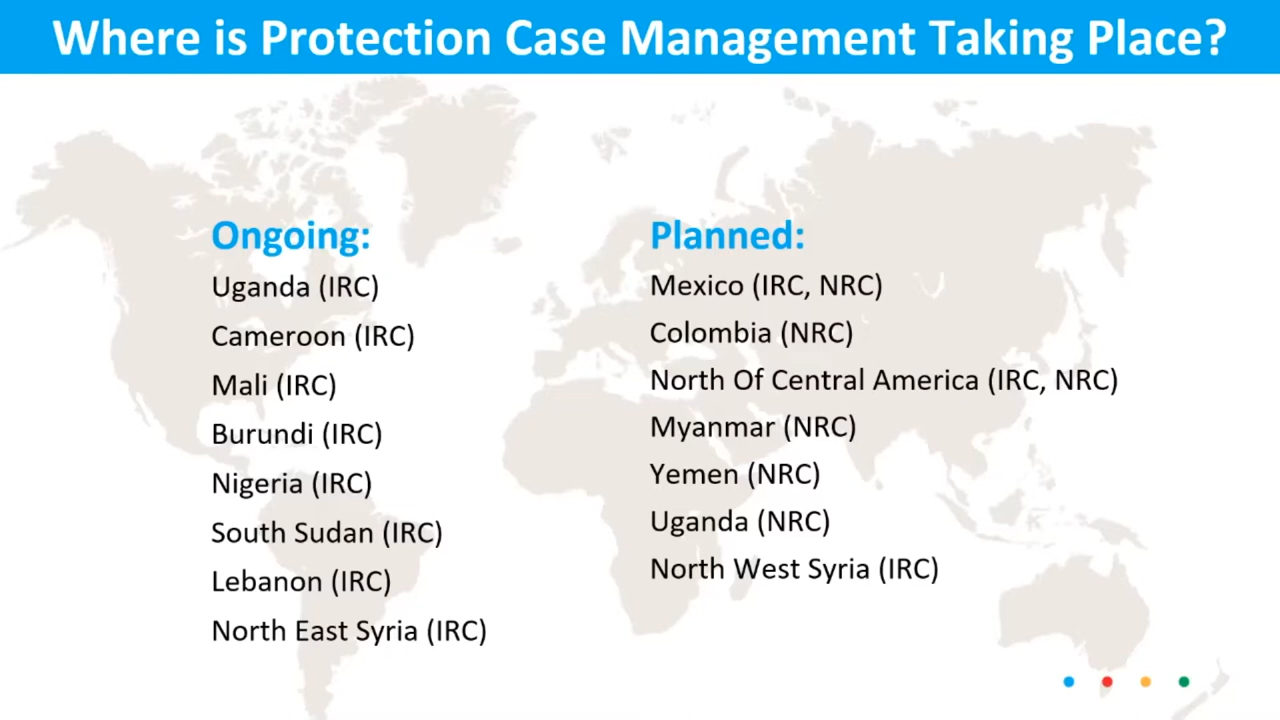 Where is Protection Case Management Taking Place?
Ongoing:
Uganda (IRC)
Cameroon (IRC)
Mali (IRC)
Burundi (IRC)
Nigeria (IRC)
South Sudan (IRC)
Lebanon (IRC)
North East Syria (IRC)
Planned:
Mexico (IRC, NRC)
Colombia (NRC)
North Of Central America (IRC, NRC)
Myanmar (NRC)
Yemen (NRC)
Uganda (NRC)
North West Syria (IRC)